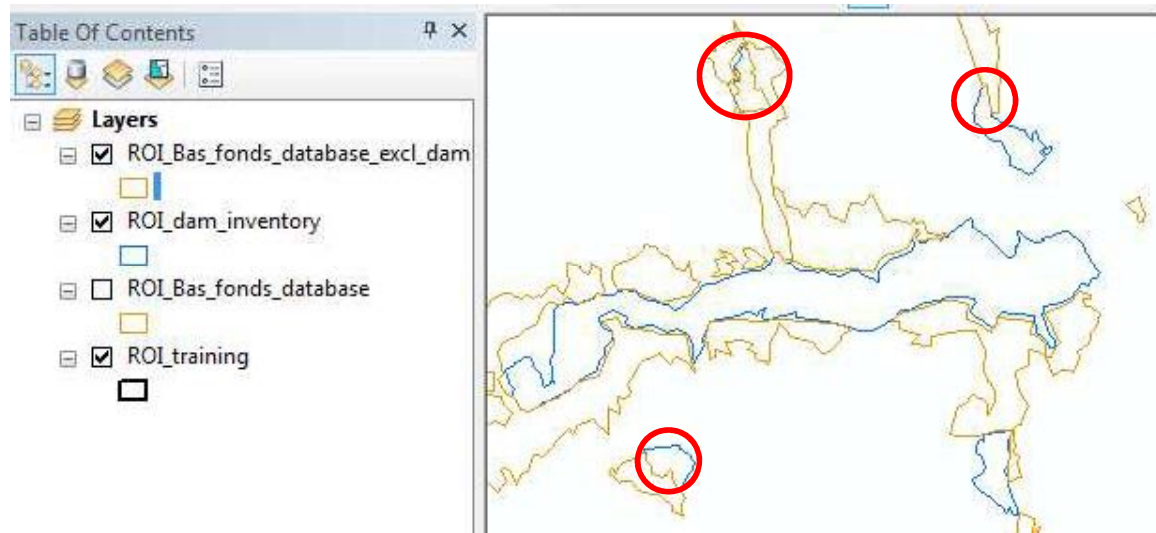 Table Of Contents
Layers
ROI_Bas_fonds_database_excl_dam
ROI_dam_inventory
ROI_Bas_fonds_database
ROI_training